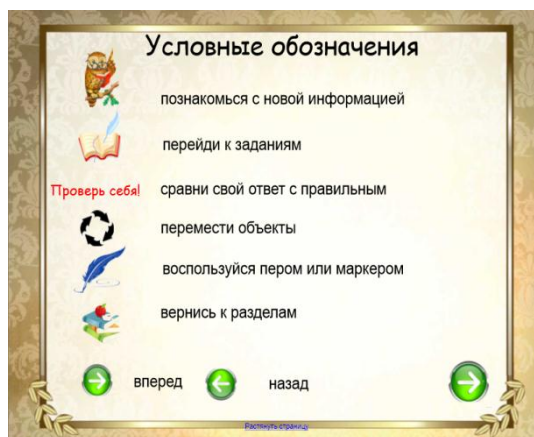 Условные обозначения
познакомься с новой информацией
перейди к заданиям
Проверь себя! сравни свой ответ с правильным
перемести объекты
воспользуйся пером или маркером
вернись к разделам
вперед назад
Растянуть страницу